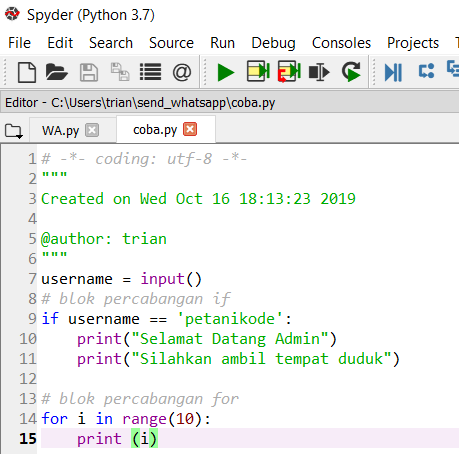 Spyder (Python 3.7)
File Edit Search Source Run Debug Consoles Projects
Editor - C:\Users\trian\send_whatsapp\coba.py
WA.py coba.py
1 # -*- coding: utf-8 -*-
2 """
3 Created on Wed Oct 16 18:13:23 2019
4
5 @author: trian
6 """
7 username = input()
8 # blok percabangan if
9 if username == 'petanikode':
10     print("Selamat Datang Admin")
11     print("Silahkan ambil tempat duduk")
12
13 # blok percabangan for
14 for i in range(10):
15     print (i)